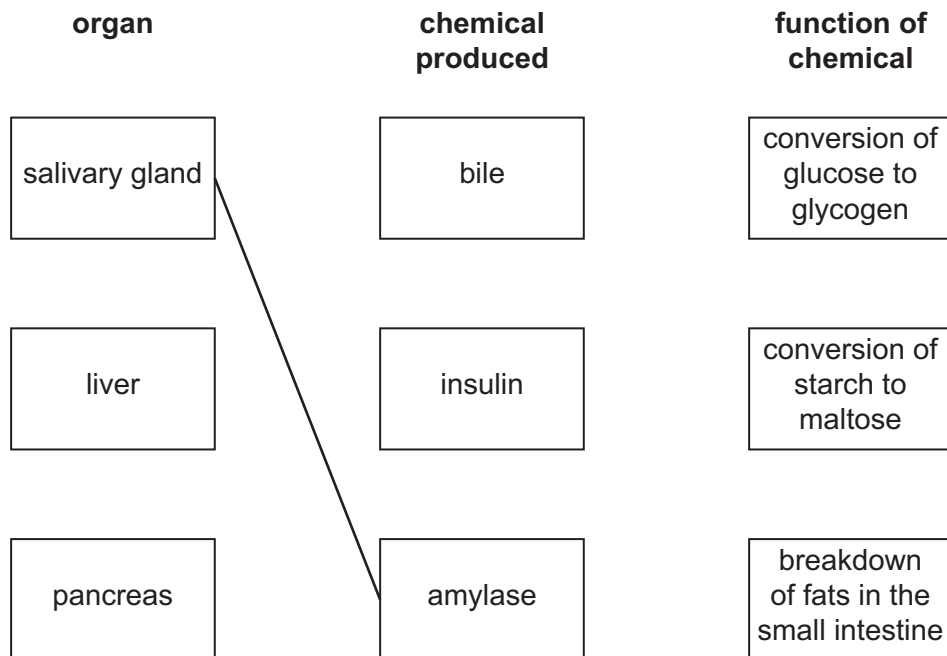 organ
chemical
produced
function of
chemical
salivary gland
bile
conversion of
glucose to
glycogen
liver
insulin
conversion of
starch to
maltose
pancreas
amylase
breakdown
of fats in the
small intestine